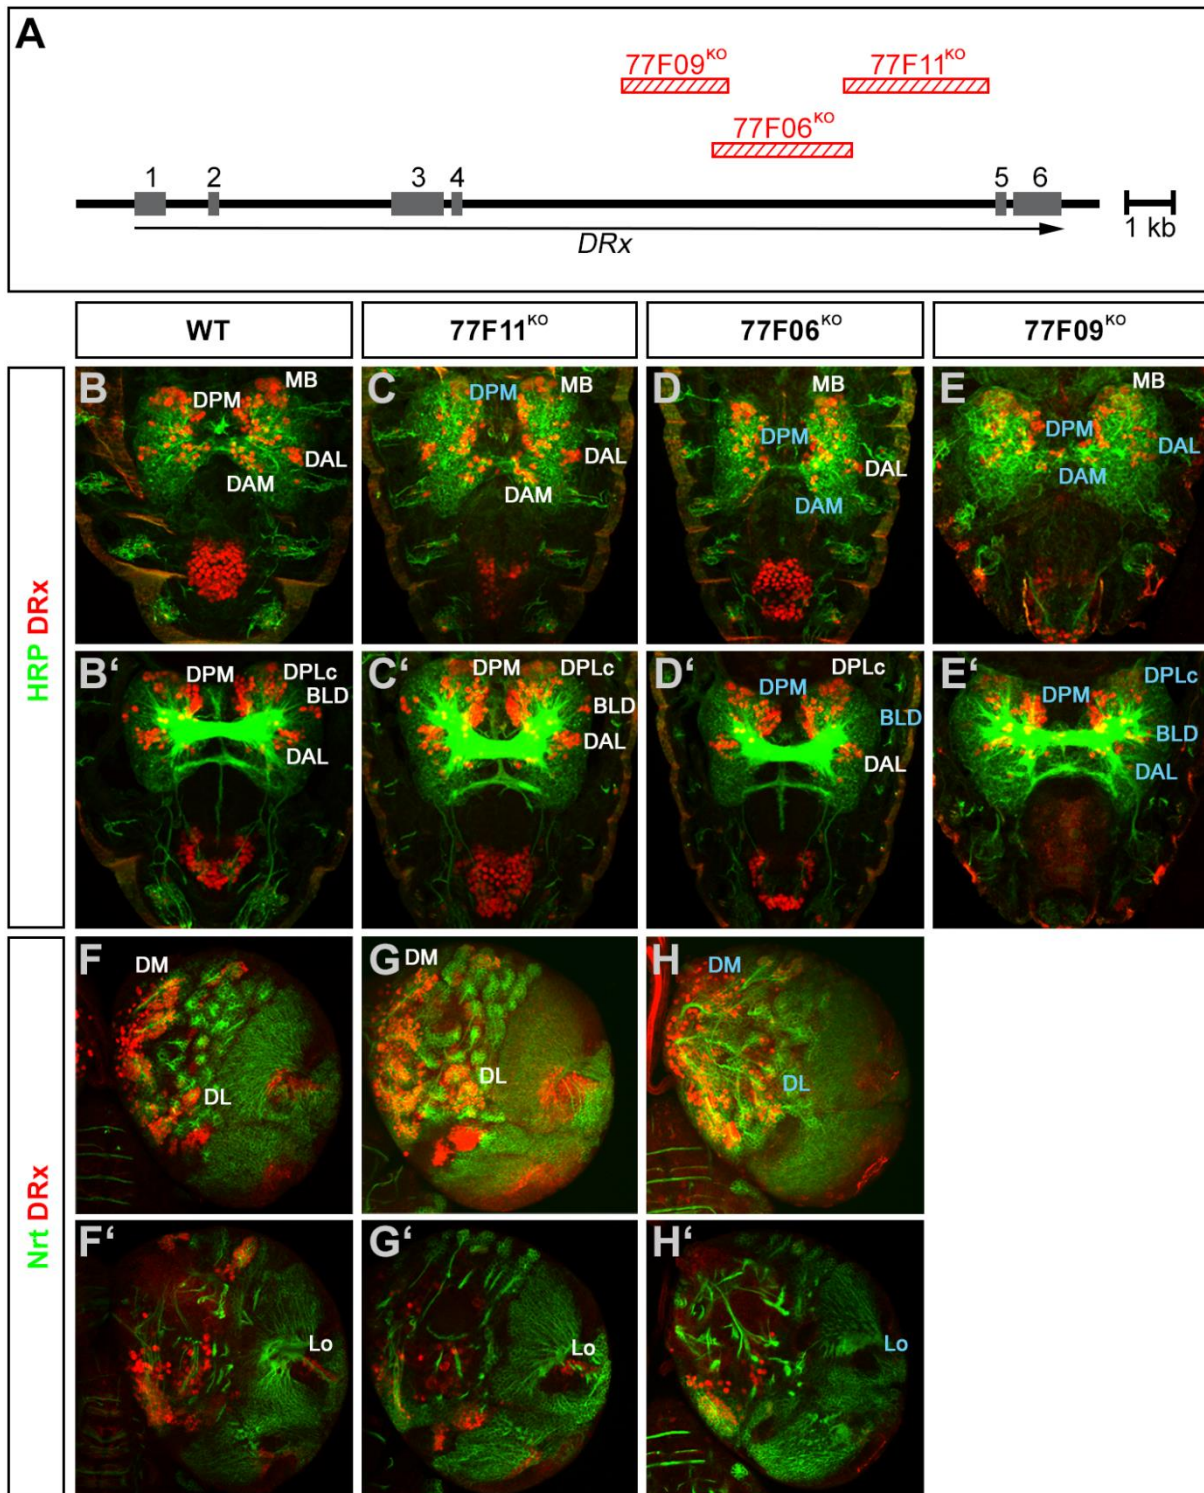 A
77F09KO 77F11KO
77F06KO
1 2 3 4 5 6
DRx
1 kb
WT 77F11KO 77F06KO 77F09KO
HRP DRx
B DPM MB DAL DAM
C DPM MB DAL DAM
D MB DPM DAL DAM
E MB DPM DAL DAM
B‘ DPM DPLc BLD DAL
C‘ DPM DPLc BLD DAL
D‘ DPLc DPM BLD DAL
E‘ DPLc DPM BLD DAL
Nrt DRx
F DM DL
G DM DL
H DM DL
F‘ Lo
G‘ Lo
H‘ Lo